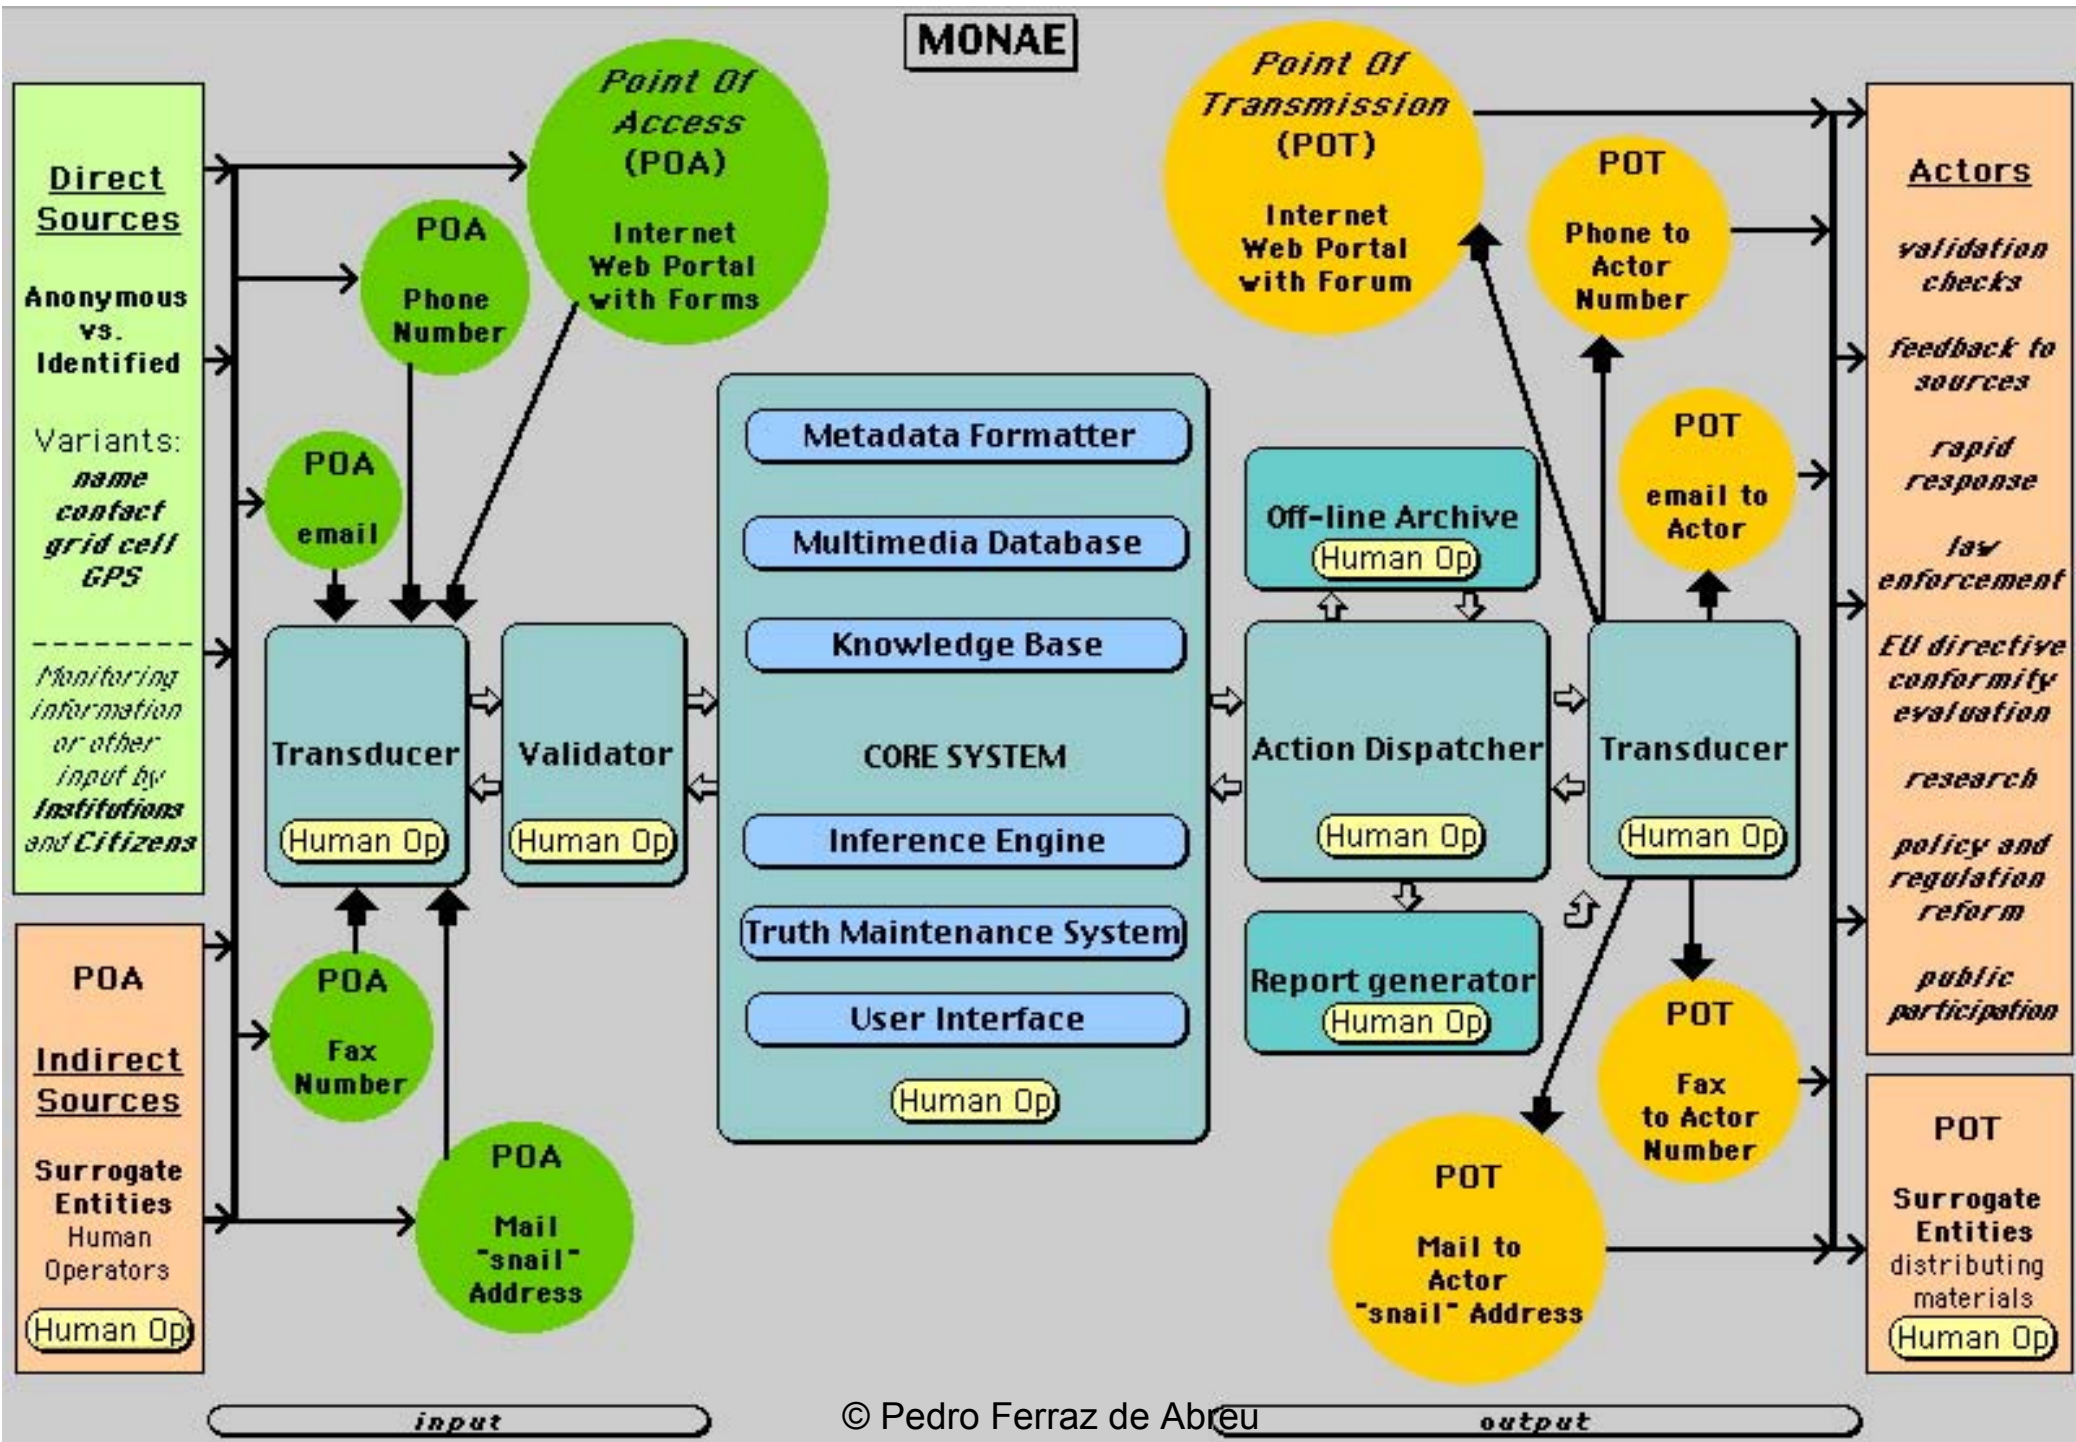 MONAE
Direct
Sources
Anonymous
vs.
Identified
Variants:
name
contact
grid cell
GPS
Monitoring
information
or other
input by
Institutions
and Citizens
POA
Indirect
Sources
Surrogate
Entities
Human
Operators
Human Op
Point Of
Access
(POA)
Internet
Web Portal
with Forms
POA
Phone
Number
POA
email
Transducer
Human Op
Validator
Human Op
POA
Fax
Number
POA
Mail
"snail"
Address
Metadata Formatter
Multimedia Database
Knowledge Base
CORE SYSTEM
Inference Engine
Truth Maintenance System
User Interface
Human Op
Off-line Archive
Human Op
Action Dispatcher
Human Op
Report generator
Human Op
Transducer
Human Op
Point Of
Transmission
(POT)
Internet
Web Portal
with Forum
POT
Phone to
Actor
Number
POT
email to
Actor
POT
Fax
to Actor
Number
POT
Mail to
Actor
"snail" Address
Actors
validation
checks
feedback to
sources
rapid
response
law
enforcement
EU directive
conformity
evaluation
research
policy and
regulation
reform
public
participation
POT
Surrogate
Entities
distributing
materials
Human Op
input
© Pedro Ferraz de Abreu
output